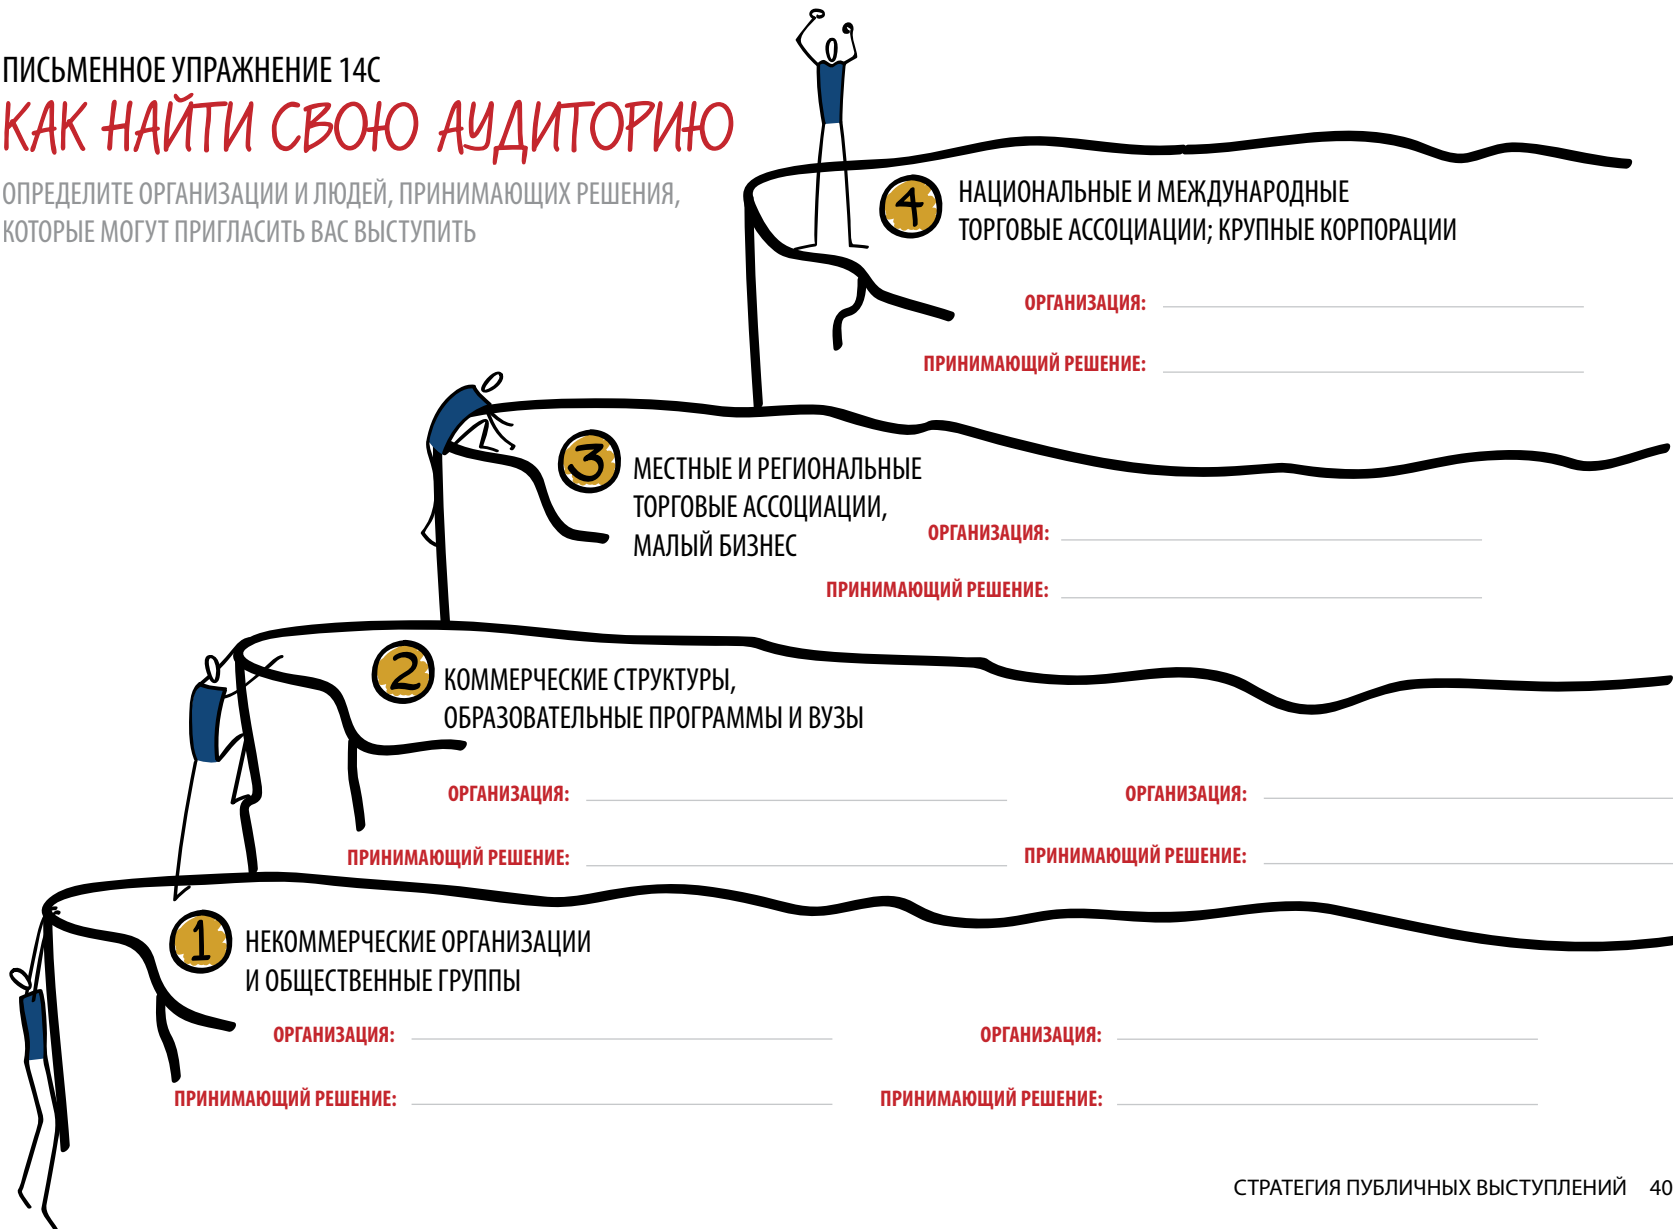 ПИСЬМЕННОЕ УПРАЖНЕНИЕ 14C
КАК НАЙТИ СВОЮ АУДИТОРИЮ
ОПРЕДЕЛИТЕ ОРГАНИЗАЦИИ И ЛЮДЕЙ, ПРИНИМАЮЩИХ РЕШЕНИЯ,
КОТОРЫЕ МОГУТ ПРИГЛАСИТЬ ВАС ВЫСТУПИТЬ
4
НАЦИОНАЛЬНЫЕ И МЕЖДУНАРОДНЫЕ
ТОРГОВЫЕ АССОЦИАЦИИ; КРУПНЫЕ КОРПОРАЦИИ
ОРГАНИЗАЦИЯ:
ПРИНИМАЮЩИЙ РЕШЕНИЕ:
3
МЕСТНЫЕ И РЕГИОНАЛЬНЫЕ
ТОРГОВЫЕ АССОЦИАЦИИ,
МАЛЫЙ БИЗНЕС
ОРГАНИЗАЦИЯ:
ПРИНИМАЮЩИЙ РЕШЕНИЕ:
2
КОММЕРЧЕСКИЕ СТРУКТУРЫ,
ОБРАЗОВАТЕЛЬНЫЕ ПРОГРАММЫ И ВУЗЫ
ОРГАНИЗАЦИЯ:
ПРИНИМАЮЩИЙ РЕШЕНИЕ:
ОРГАНИЗАЦИЯ:
ПРИНИМАЮЩИЙ РЕШЕНИЕ:
1
НЕКОММЕРЧЕСКИЕ ОРГАНИЗАЦИИ
И ОБЩЕСТВЕННЫЕ ГРУППЫ
ОРГАНИЗАЦИЯ:
ПРИНИМАЮЩИЙ РЕШЕНИЕ:
ОРГАНИЗАЦИЯ:
ПРИНИМАЮЩИЙ РЕШЕНИЕ:
СТРАТЕГИЯ ПУБЛИЧНЫХ ВЫСТУПЛЕНИЙ 40